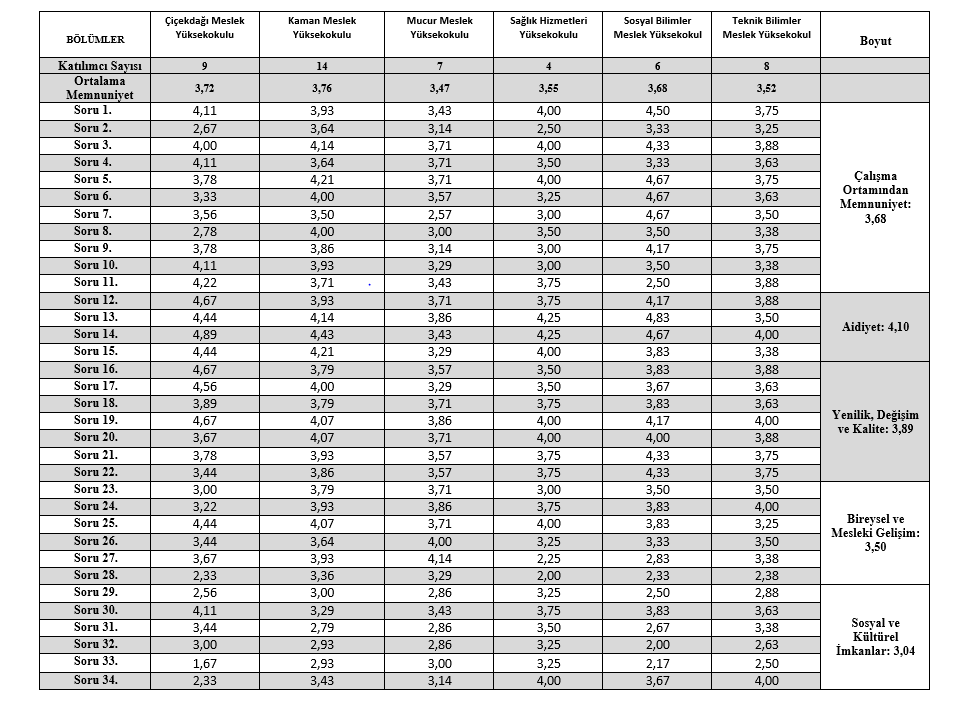 BÖLÜMLER Çiçekdağı Meslek Yüksekokulu Kaman Meslek Yüksekokulu Mucur Meslek Yüksekokulu Sağlık Hizmetleri Yüksekokulu Sosyal Bilimler Meslek Yüksekokul Teknik Bilimler Meslek Yüksekokul Boyut
Katılımcı Sayısı 9 14 7 4 6 8
Ortalama Memnuniyet 3,72 3,76 3,47 3,55 3,68 3,52
Soru 1. 4,11 3,93 3,43 4,00 4,50 3,75
Soru 2. 2,67 3,64 3,14 2,50 3,33 3,25
Soru 3. 4,00 4,14 3,71 4,00 4,33 3,88
Soru 4. 4,11 3,64 3,71 3,50 3,33 3,63
Soru 5. 3,78 4,21 3,71 4,00 4,67 3,75
Soru 6. 3,33 4,00 3,57 3,25 4,67 3,63
Soru 7. 3,56 3,50 2,57 3,00 4,67 3,50
Soru 8. 2,78 4,00 3,00 3,50 3,50 3,38
Soru 9. 3,78 3,86 3,14 3,00 4,17 3,75
Soru 10. 4,11 3,93 3,29 3,00 3,50 3,38
Soru 11. 4,22 3,71 3,43 3,75 2,50 3,88
Çalışma Ortamından Memnuniyet: 3,68
Soru 12. 4,67 3,93 3,71 3,75 4,17 3,88
Soru 13. 4,44 4,14 3,86 4,25 4,83 3,50
Soru 14. 4,89 4,43 3,43 4,25 4,67 4,00
Soru 15. 4,44 4,21 3,29 4,00 3,83 3,38
Aidiyet: 4,10
Soru 16. 4,67 3,79 3,57 3,50 3,83 3,88
Soru 17. 4,56 4,00 3,29 3,50 3,67 3,63
Soru 18. 3,89 3,79 3,71 3,75 3,83 3,63
Soru 19. 4,67 4,07 3,86 4,00 4,17 4,00
Soru 20. 3,67 4,07 3,71 4,00 4,00 3,88
Soru 21. 3,78 3,93 3,57 3,75 4,33 3,75
Soru 22. 3,44 3,86 3,57 3,75 4,33 3,75
Yenilik, Değişim ve Kalite: 3,89
Soru 23. 3,00 3,79 3,71 3,00 3,50 3,50
Soru 24. 3,22 3,93 3,86 3,75 3,83 4,00
Soru 25. 4,44 4,07 3,71 4,00 3,83 3,25
Soru 26. 3,44 3,64 4,00 3,25 3,33 3,50
Soru 27. 3,67 3,93 4,14 2,25 2,83 3,38
Soru 28. 2,33 3,36 3,29 2,00 2,33 2,38
Bireysel ve Mesleki Gelişim: 3,50
Soru 29. 2,56 3,00 2,86 3,25 2,50 2,88
Soru 30. 4,11 3,29 3,43 3,75 3,83 3,63
Soru 31. 3,44 2,79 2,86 3,50 2,67 3,38
Soru 32. 3,00 2,93 2,86 3,25 2,00 2,63
Soru 33. 1,67 2,93 3,00 3,25 2,17 2,50
Soru 34. 2,33 3,43 3,14 4,00 3,67 4,00
Sosyal ve Kültürel İmkanlar: 3,04